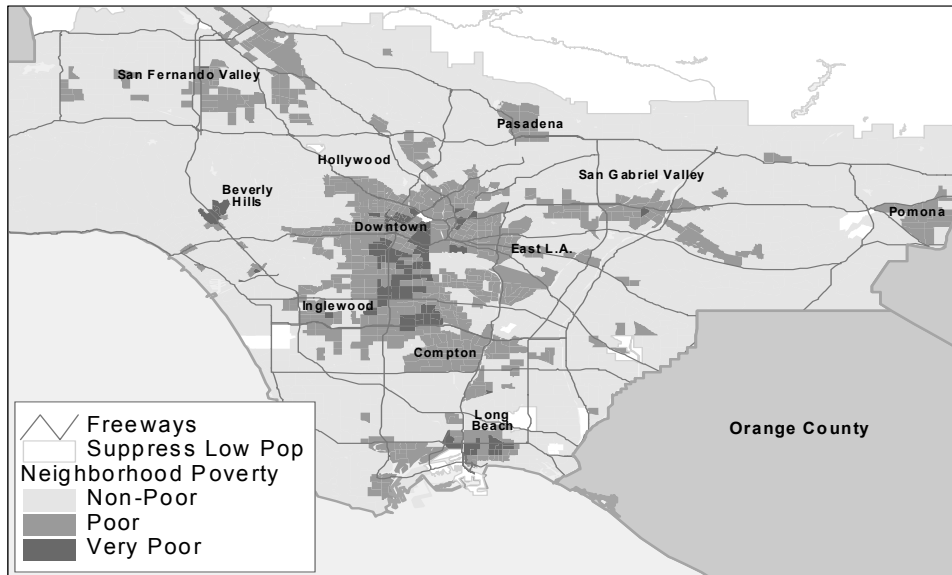 San Fernando Valley
Pasadena
Hollywood
San Gabriel Valley
Beverly
Hills
Pomona
Downtown
East L.A.
Inglewood
Compton
Long
Beach
Orange County
Freeways
Suppress Low Pop
Neighborhood Poverty
Non-Poor
Poor
Very Poor